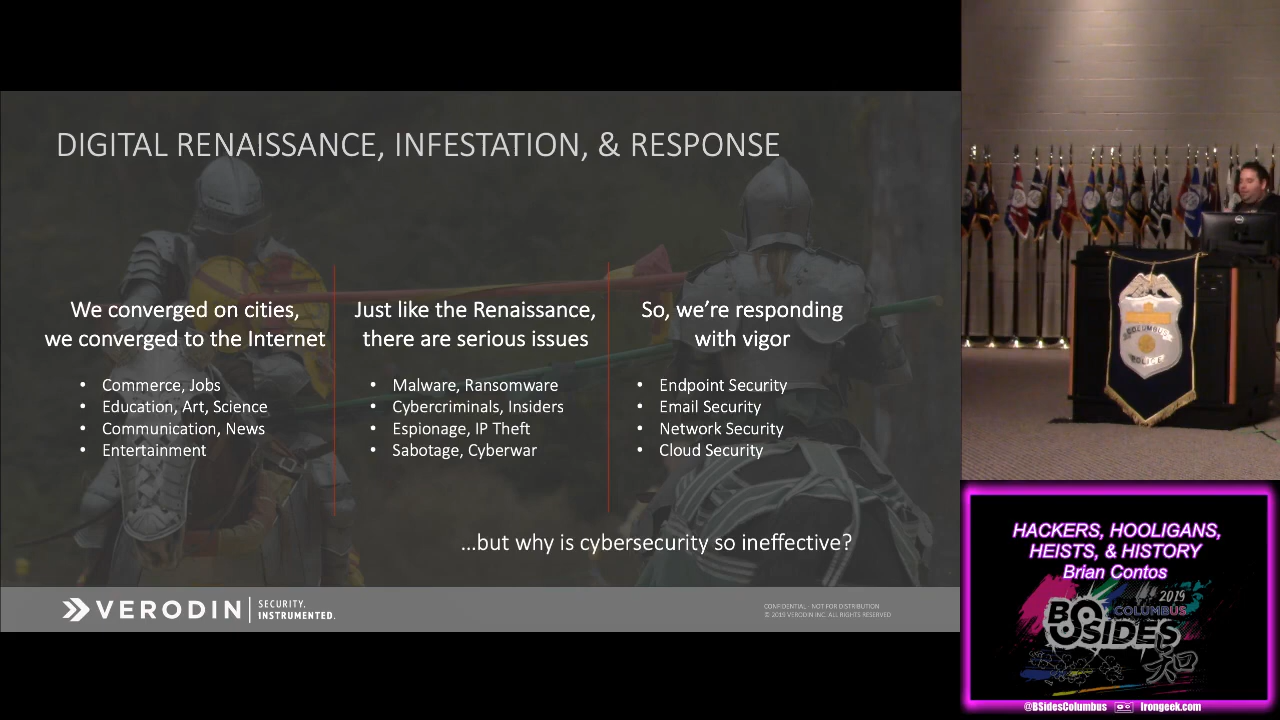 DIGITAL RENAISSANCE, INFESTATION, & RESPONSE
We converged on cities,
we converged to the Internet
• Commerce, Jobs
• Education, Art, Science
• Communication, News
• Entertainment
Just like the Renaissance,
there are serious issues
• Malware, Ransomware
• Cybercriminals, Insiders
• Espionage, IP Theft
• Sabotage, Cyberwar
So, we're responding
with vigor
• Endpoint Security
• Email Security
• Network Security
• Cloud Security
...but why is cybersecurity so ineffective?
VERODIN
SECURITY.
INSTRUMENTED.
CONFIDENTIAL - NOT FOR DISTRIBUTION
© 2019 VERODIN INC. ALL RIGHTS RESERVED
DELL
COLUMBUS
POLICE
HACKERS, HOOLIGANS,
HEISTS, & HISTORY
Brian Contos
2019
COLUMBUS
BSIDES
知
@BSidesColumbus
Irongeek.com